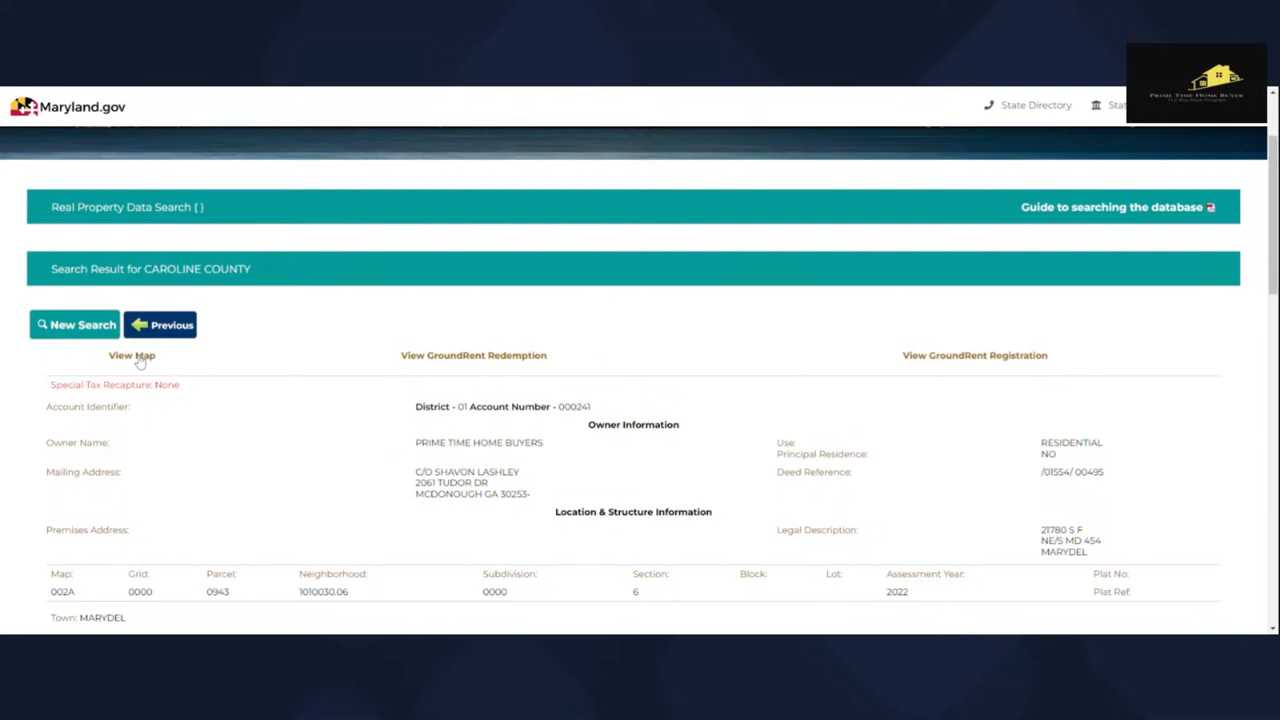 PRIME TIME HOME BUYER
Maryland.gov
State Directory
Real Property Data Search ( )
Guide to searching the database
Search Result for CAROLINE COUNTY
New Search
Previous
View Map
View GroundRent Redemption
View GroundRent Registration
Special Tax Recapture: None
Account Identifier:
District - 01 Account Number - 000241
Owner Information
Owner Name:
PRIME TIME HOME BUYERS
Use:
RESIDENTIAL
Principal Residence:
NO
Mailing Address:
C/O SHAVON LASHLEY
2061 TUDOR DR
MCDONOUGH GA 30253-
Deed Reference:
/01554/ 00495
Location & Structure Information
Premises Address:
Legal Description:
21780 S F
NE/S MD 454
MARYDEL
Map: Grid: Parcel: Neighborhood: Subdivision: Section: Block: Lot: Assessment Year: Plat No:
002A 0000 0943 1010030.06 0000 6 2022 Plat Ref:
Town: MARYDEL